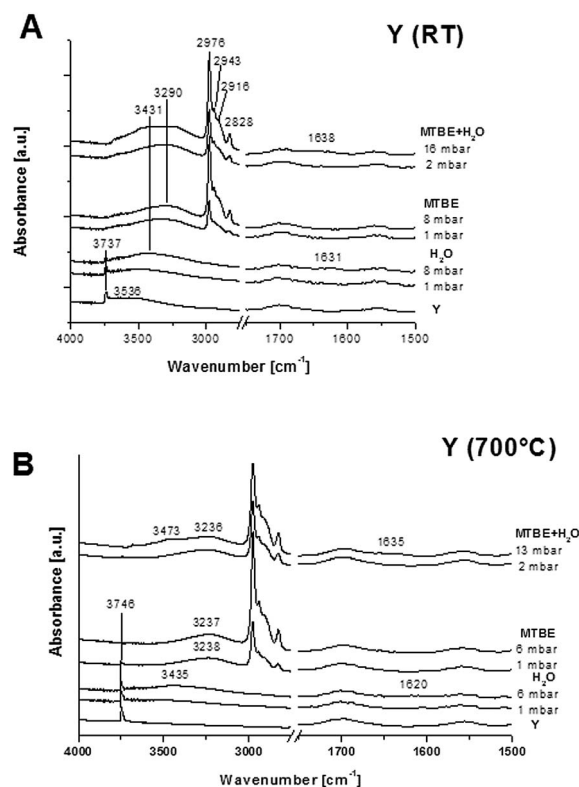 A
Y (RT)
2976
2943
2916
2828
3290
3431
1638
MTBE+H₂O
16 mbar
2 mbar
MTBE
8 mbar
1 mbar
H₂O
8 mbar
1 mbar
Y
3737
3536
1631
Absorbance [a.u.]
4000 3500 3000 1700 1600 1500
Wavenumber [cm⁻¹]
B
Y (700°C)
3473
3236
1635
MTBE+H₂O
13 mbar
2 mbar
3746
3237
MTBE
6 mbar
3238
1 mbar
H₂O
3435
1620
6 mbar
1 mbar
Y
Absorbance [a.u.]
4000 3500 3000 1700 1600 1500
Wavenumber [cm⁻¹]